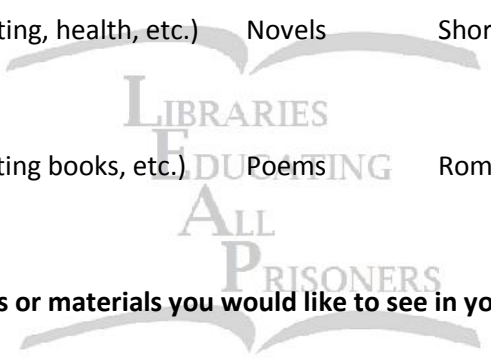 ting, health, etc.) Novels Shor
LIBRARIES
ting books, etc.) EDUCATING Poems Rom
ALL
PRISONERS
s or materials you would like to see in yo